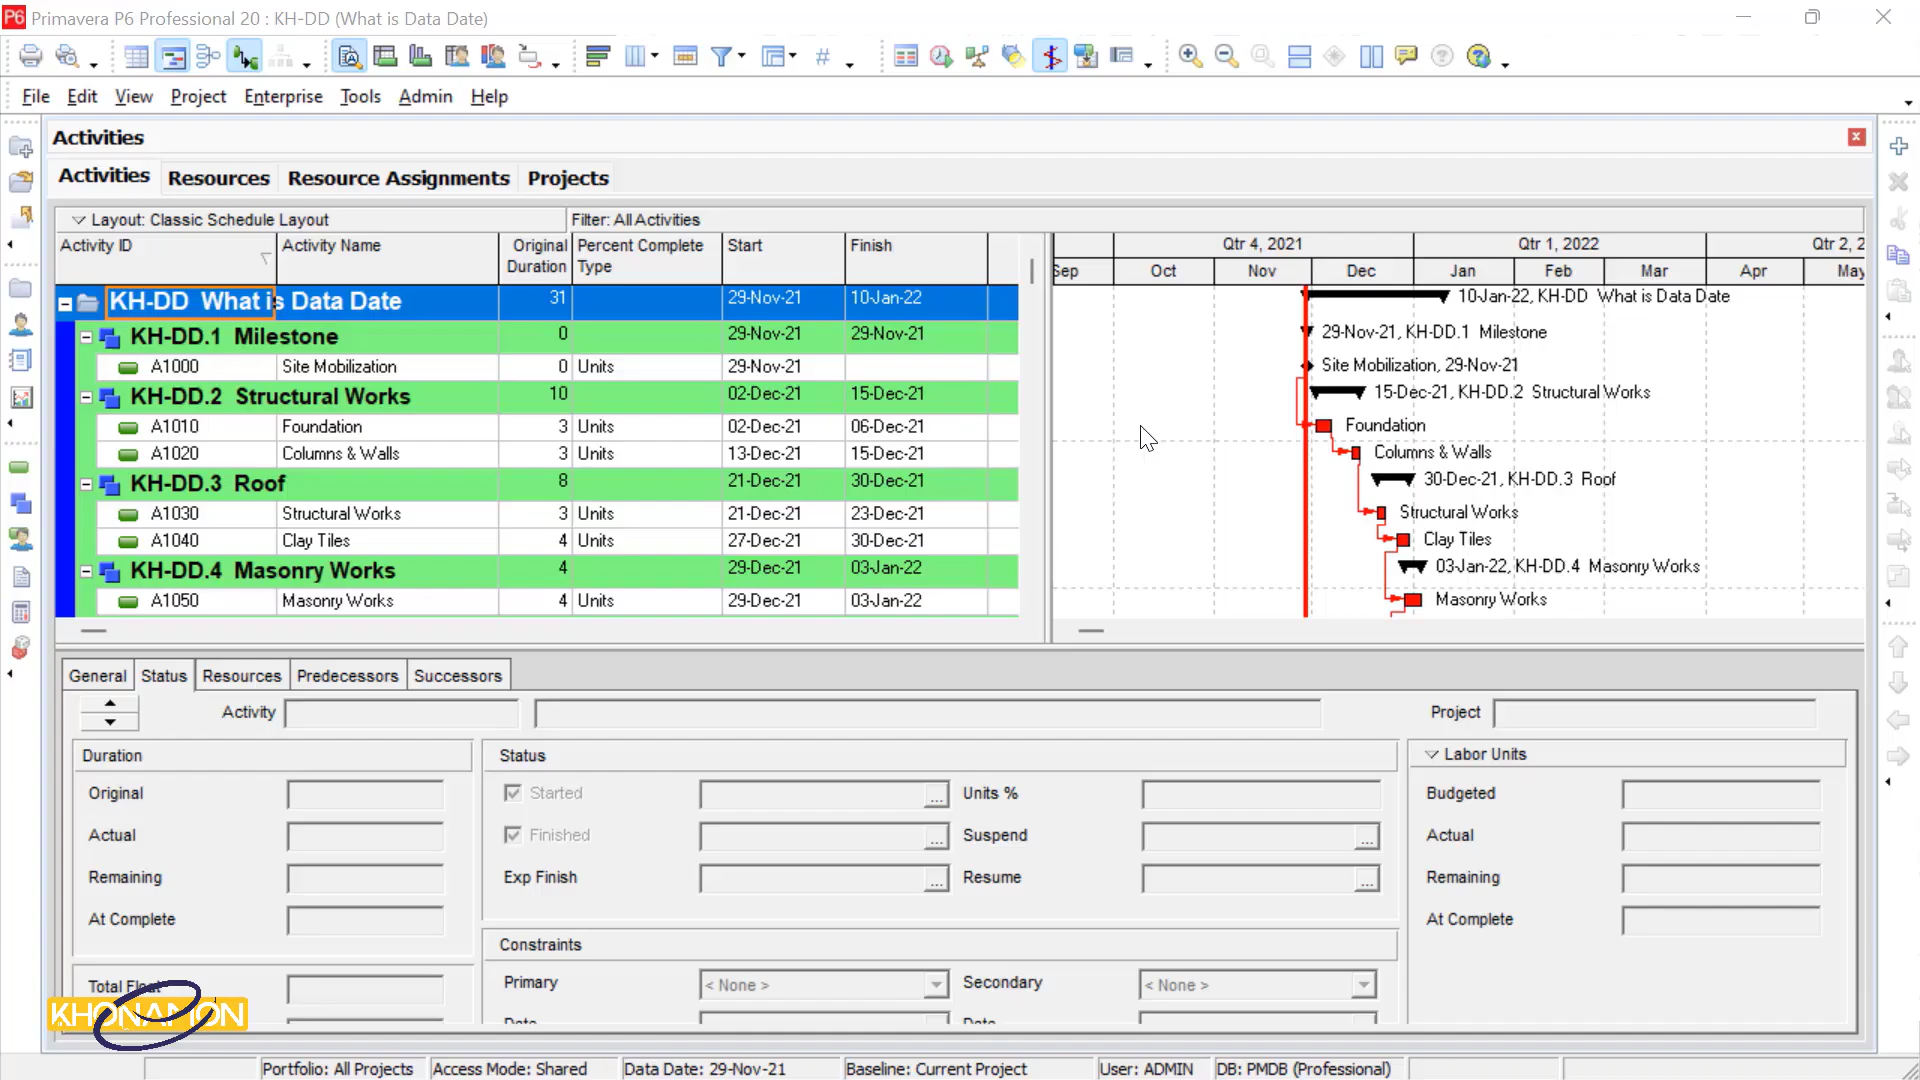 P6 Primavera P6 Professional 20 : KH-DD (What is Data Date)
File Edit View Project Enterprise Tools Admin Help
Activities
Activities Resources Resource Assignments Projects
Layout: Classic Schedule Layout Filter: All Activities
Activity ID Activity Name Original Duration Percent Complete Type Start Finish
Sep Qtr 4, 2021 Qtr 1, 2022 Qtr 2, 2
Oct Nov Dec Jan Feb Mar Apr May
KH-DD What is Data Date 31 29-Nov-21 10-Jan-22
10-Jan-22, KH-DD What is Data Date
KH-DD.1 Milestone 0 29-Nov-21 29-Nov-21
29-Nov-21, KH-DD.1 Milestone
A1000 Site Mobilization 0 Units 29-Nov-21
Site Mobilization, 29-Nov-21
KH-DD.2 Structural Works 10 02-Dec-21 15-Dec-21
15-Dec-21, KH-DD.2 Structural Works
A1010 Foundation 3 Units 02-Dec-21 06-Dec-21
Foundation
A1020 Columns & Walls 3 Units 13-Dec-21 15-Dec-21
Columns & Walls
KH-DD.3 Roof 8 21-Dec-21 30-Dec-21
30-Dec-21, KH-DD.3 Roof
A1030 Structural Works 3 Units 21-Dec-21 23-Dec-21
Structural Works
A1040 Clay Tiles 4 Units 27-Dec-21 30-Dec-21
Clay Tiles
KH-DD.4 Masonry Works 4 29-Dec-21 03-Jan-22
03-Jan-22, KH-DD.4 Masonry Works
A1050 Masonry Works 4 Units 29-Dec-21 03-Jan-22
Masonry Works
General Status Resources Predecessors Successors
Activity Project
Duration Status Labor Units
Original Started ... Units % Budgeted
Actual Finished ... Suspend ... Actual
Remaining Exp Finish ... Resume ... Remaining
At Complete At Complete
Constraints
Total Float Primary < None > Secondary < None >
Date Date
KHONAMON
Portfolio: All Projects Access Mode: Shared Data Date: 29-Nov-21 Baseline: Current Project User: ADMIN DB: PMDB (Professional)